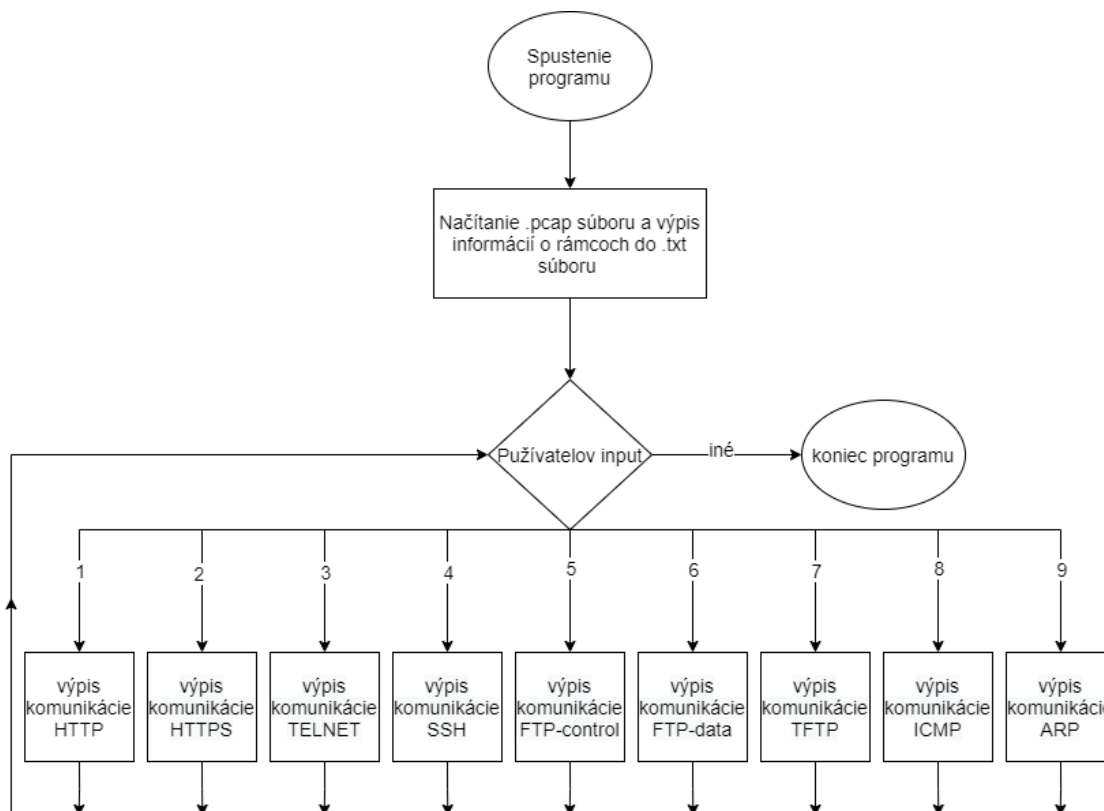 Spustenie
programu
Načítanie .pcap súboru a výpis
informácií o rámcoch do .txt
súboru
Pužívatelov input
iné
koniec programu
1
2
3
4
5
6
7
8
9
výpis
komunikácie
HTTP
výpis
komunikácie
HTTPS
výpis
komunikácie
TELNET
výpis
komunikácie
SSH
výpis
komunikácie
FTP-control
výpis
komunikácie
FTP-data
výpis
komunikácie
TFTP
výpis
komunikácie
ICMP
výpis
komunikácie
ARP